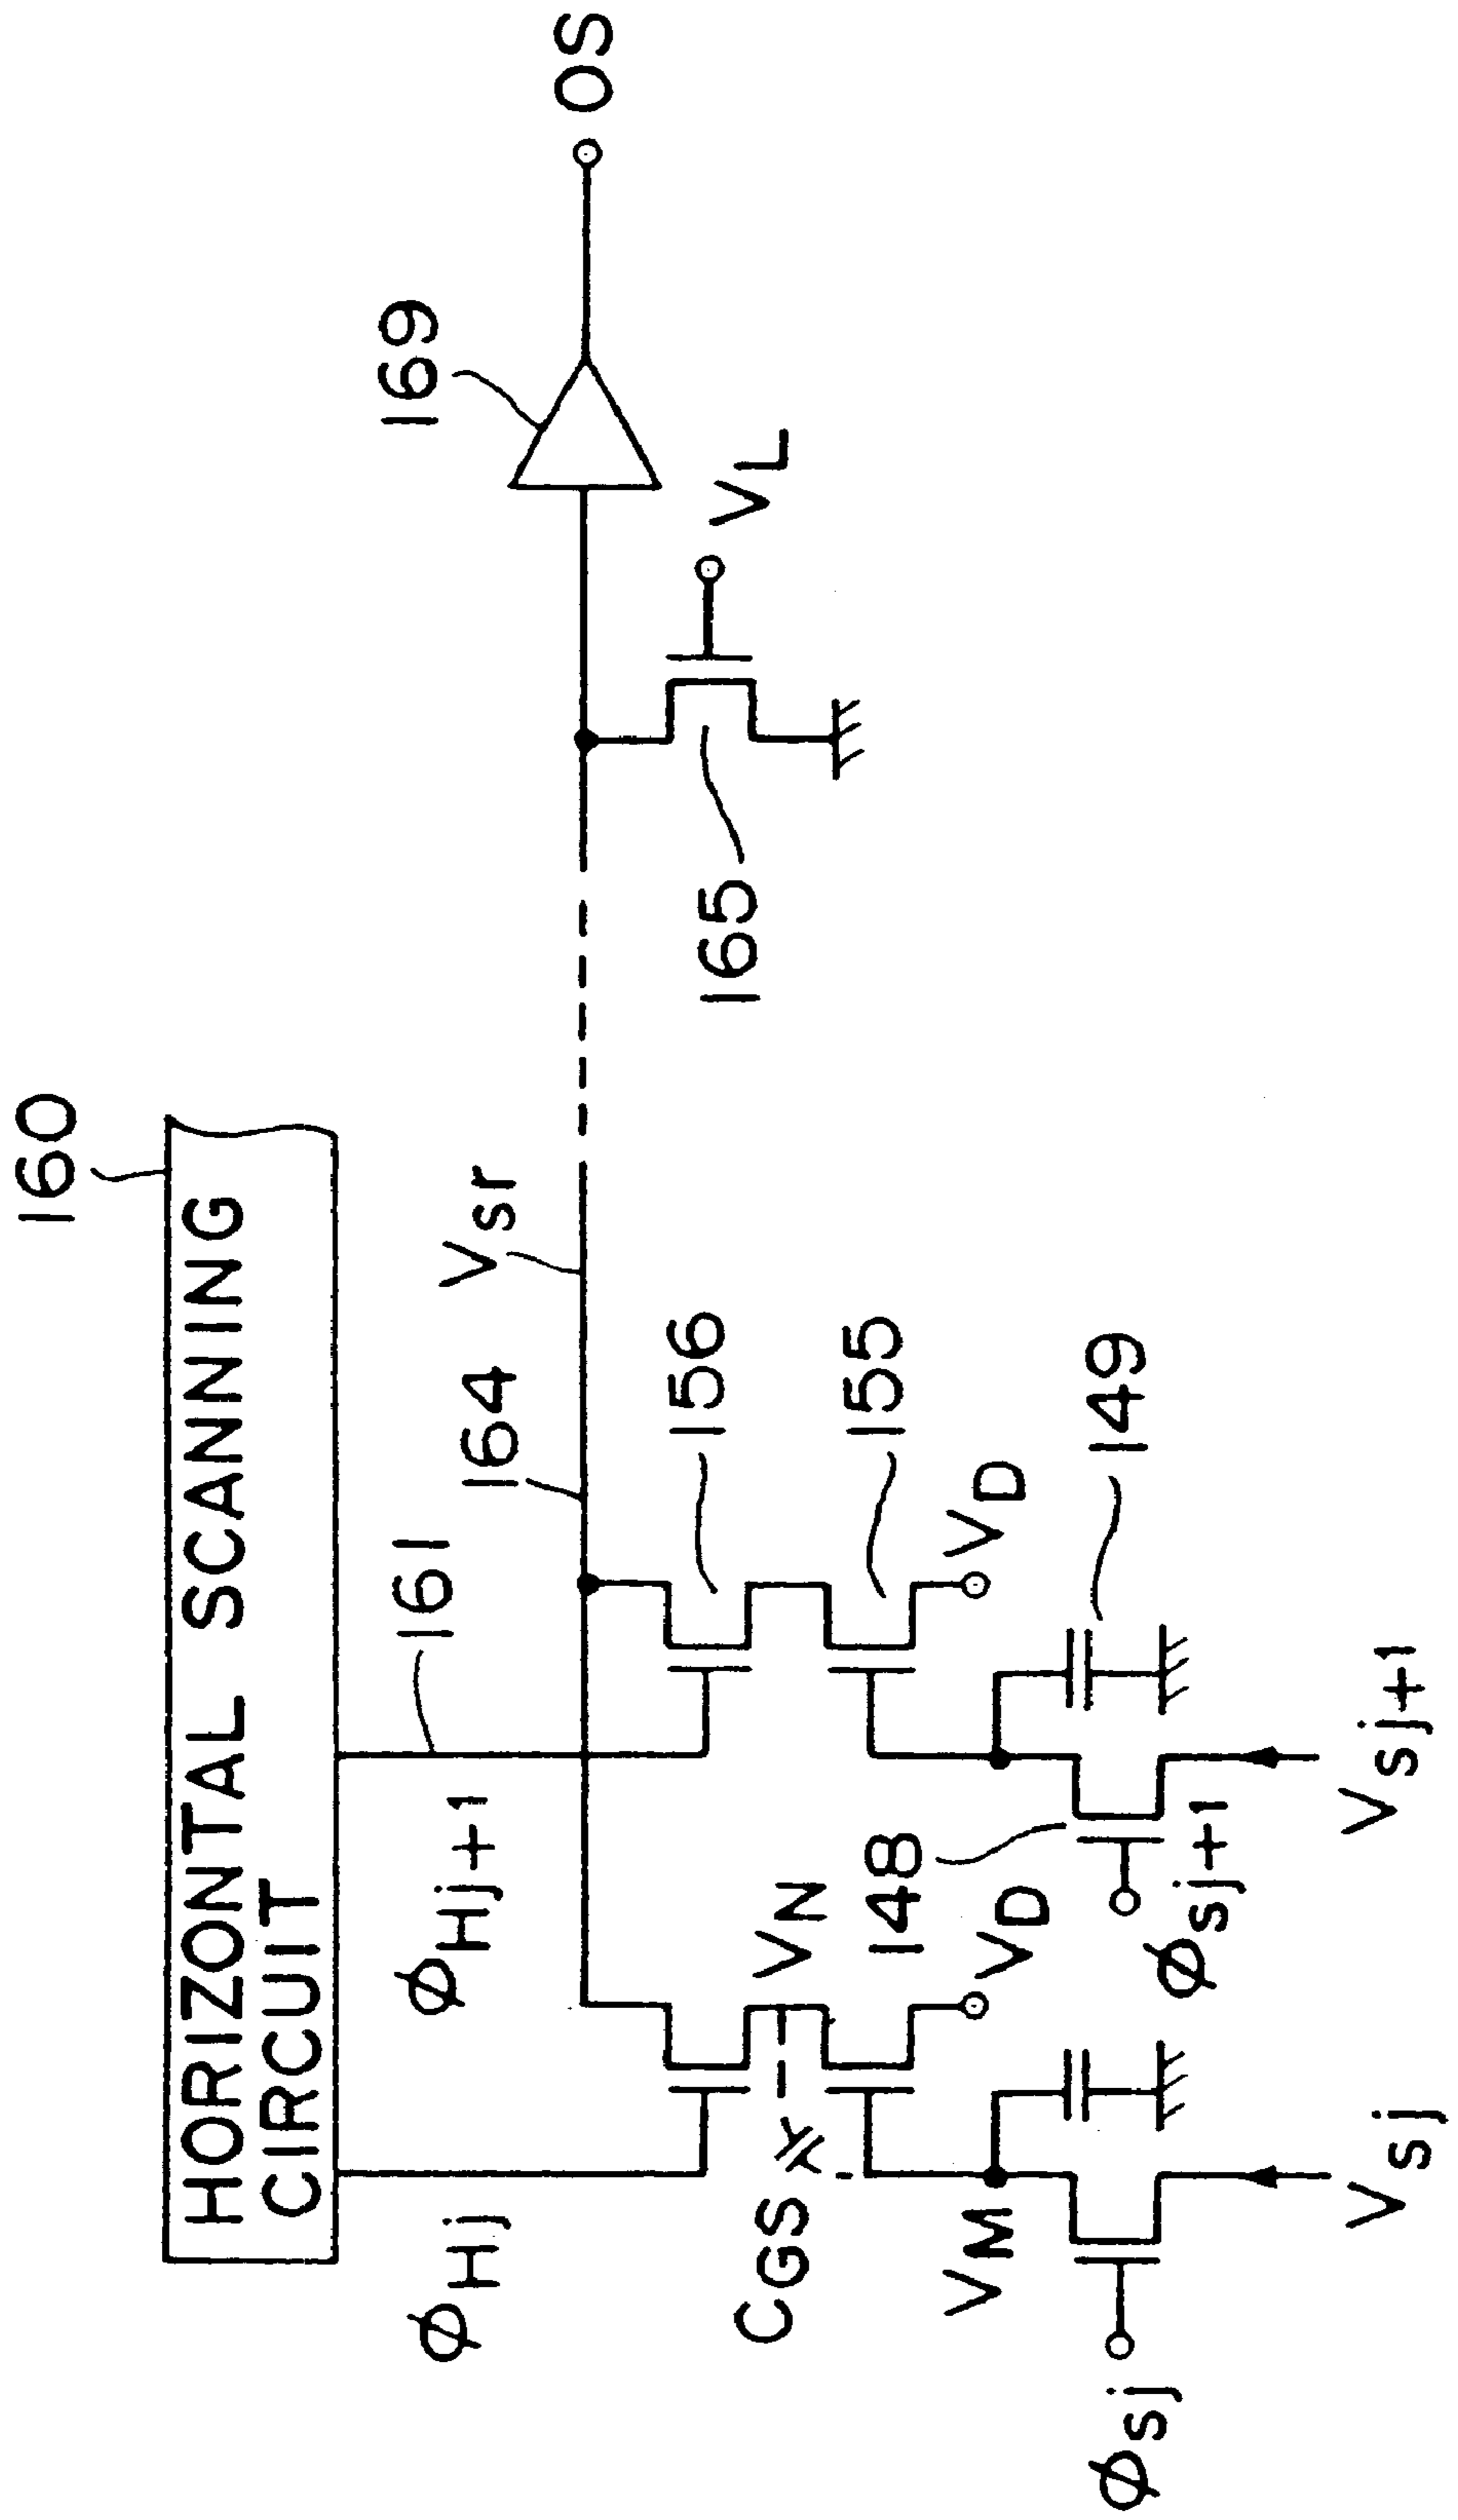 160
HORIZONTAL SCANNING
CIRCUIT
φHj
φHj+1
161
164
Vsr
169
OS
VL
165
156
155
149
CGS
VN
148
VM
VD
VD
φsj
φsj+1
Vsj
Vsj+1